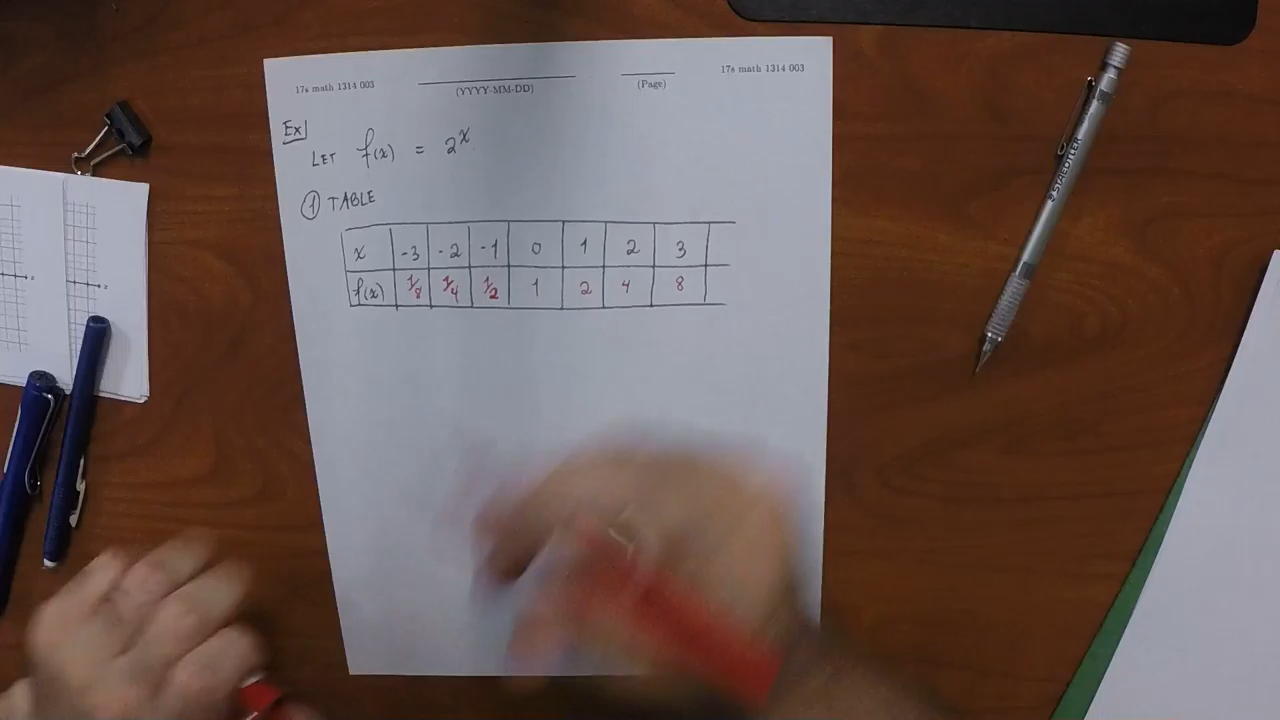 17s math 1314 003
(YYYY-MM-DD)
(Page)
17s math 1314 003
Ex
LET f(x) = 2^x
① TABLE
x -3 -2 -1 0 1 2 3
f(x) 1/8 1/4 1/2 1 2 4 8
STAEDTLER